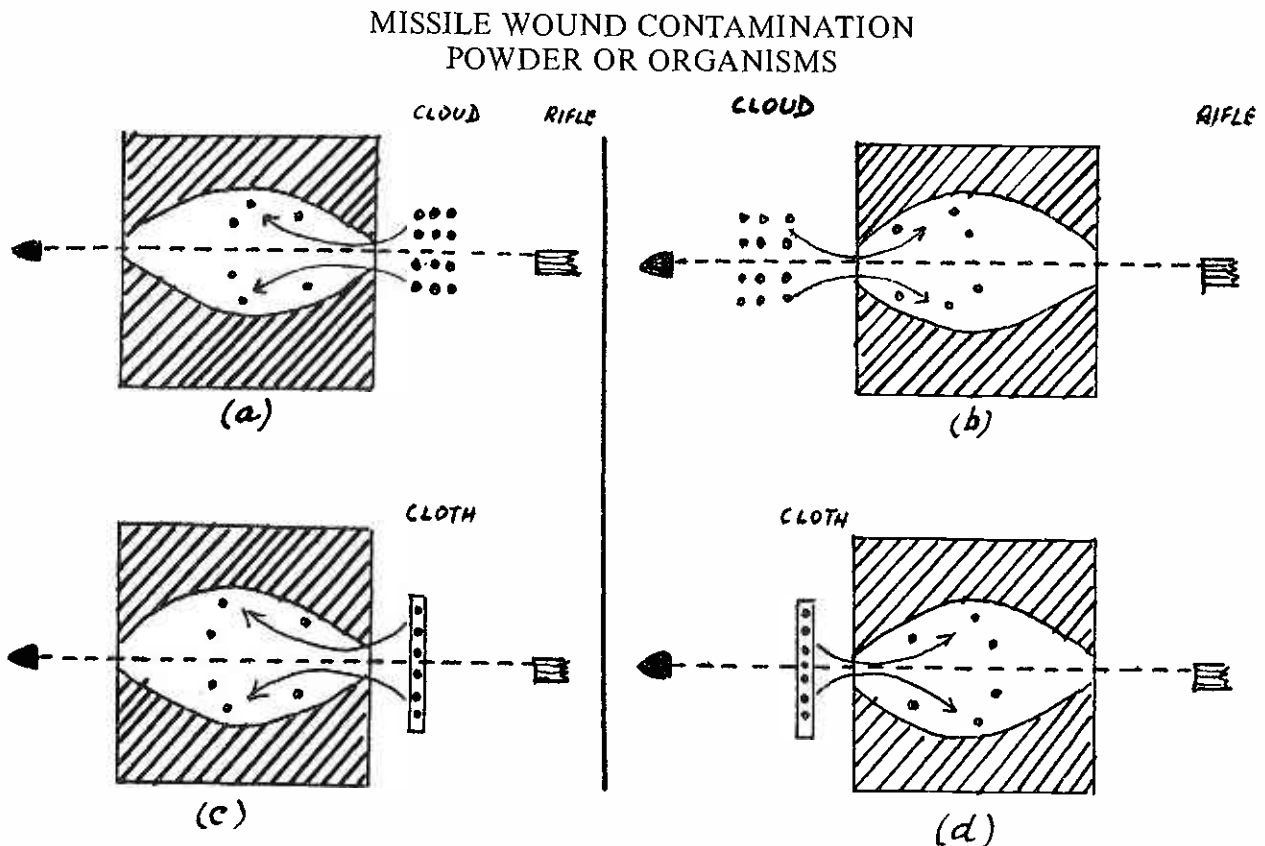 MISSILE WOUND CONTAMINATION
POWDER OR ORGANISMS
CLOUD RIFLE
CLOUD RIFLE
(a)
(b)
CLOTH
CLOTH
(c)
(d)